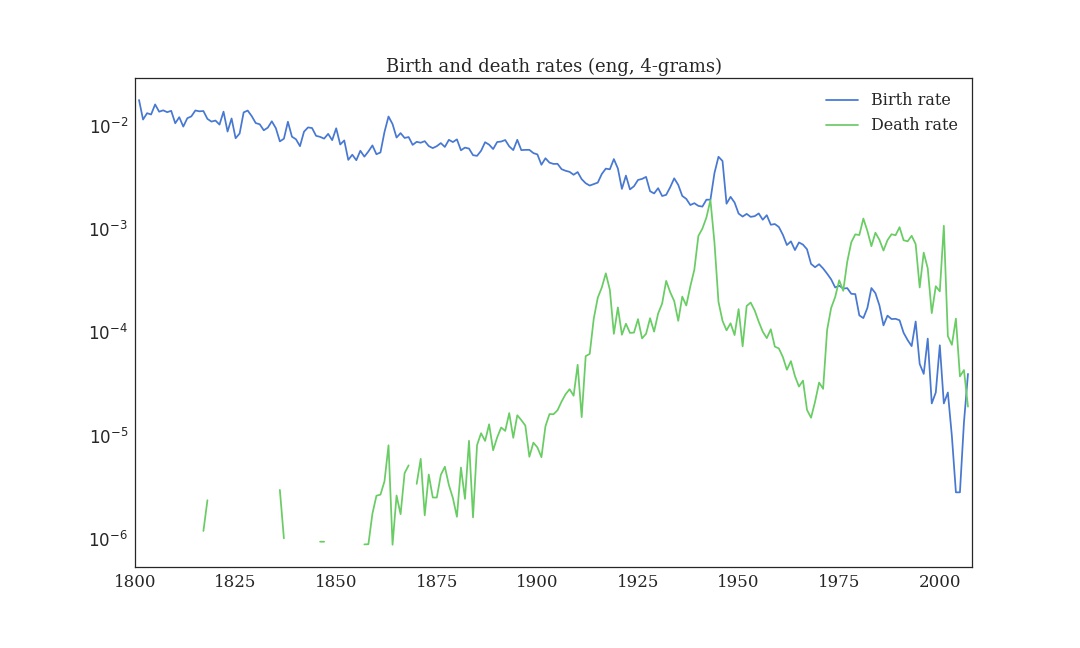 Birth and death rates (eng, 4-grams)
Birth rate
Death rate
10⁻²
10⁻³
10⁻⁴
10⁻⁵
10⁻⁶
1800 1825 1850 1875 1900 1925 1950 1975 2000